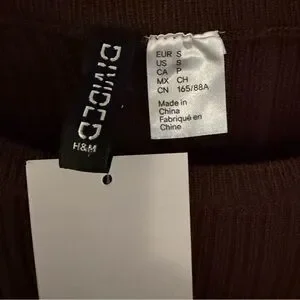 DIVIDED
H&M
EUR S
US S
CA P
MX CH
CN 165/88A
Made in
China
Fabriqué en
Chine